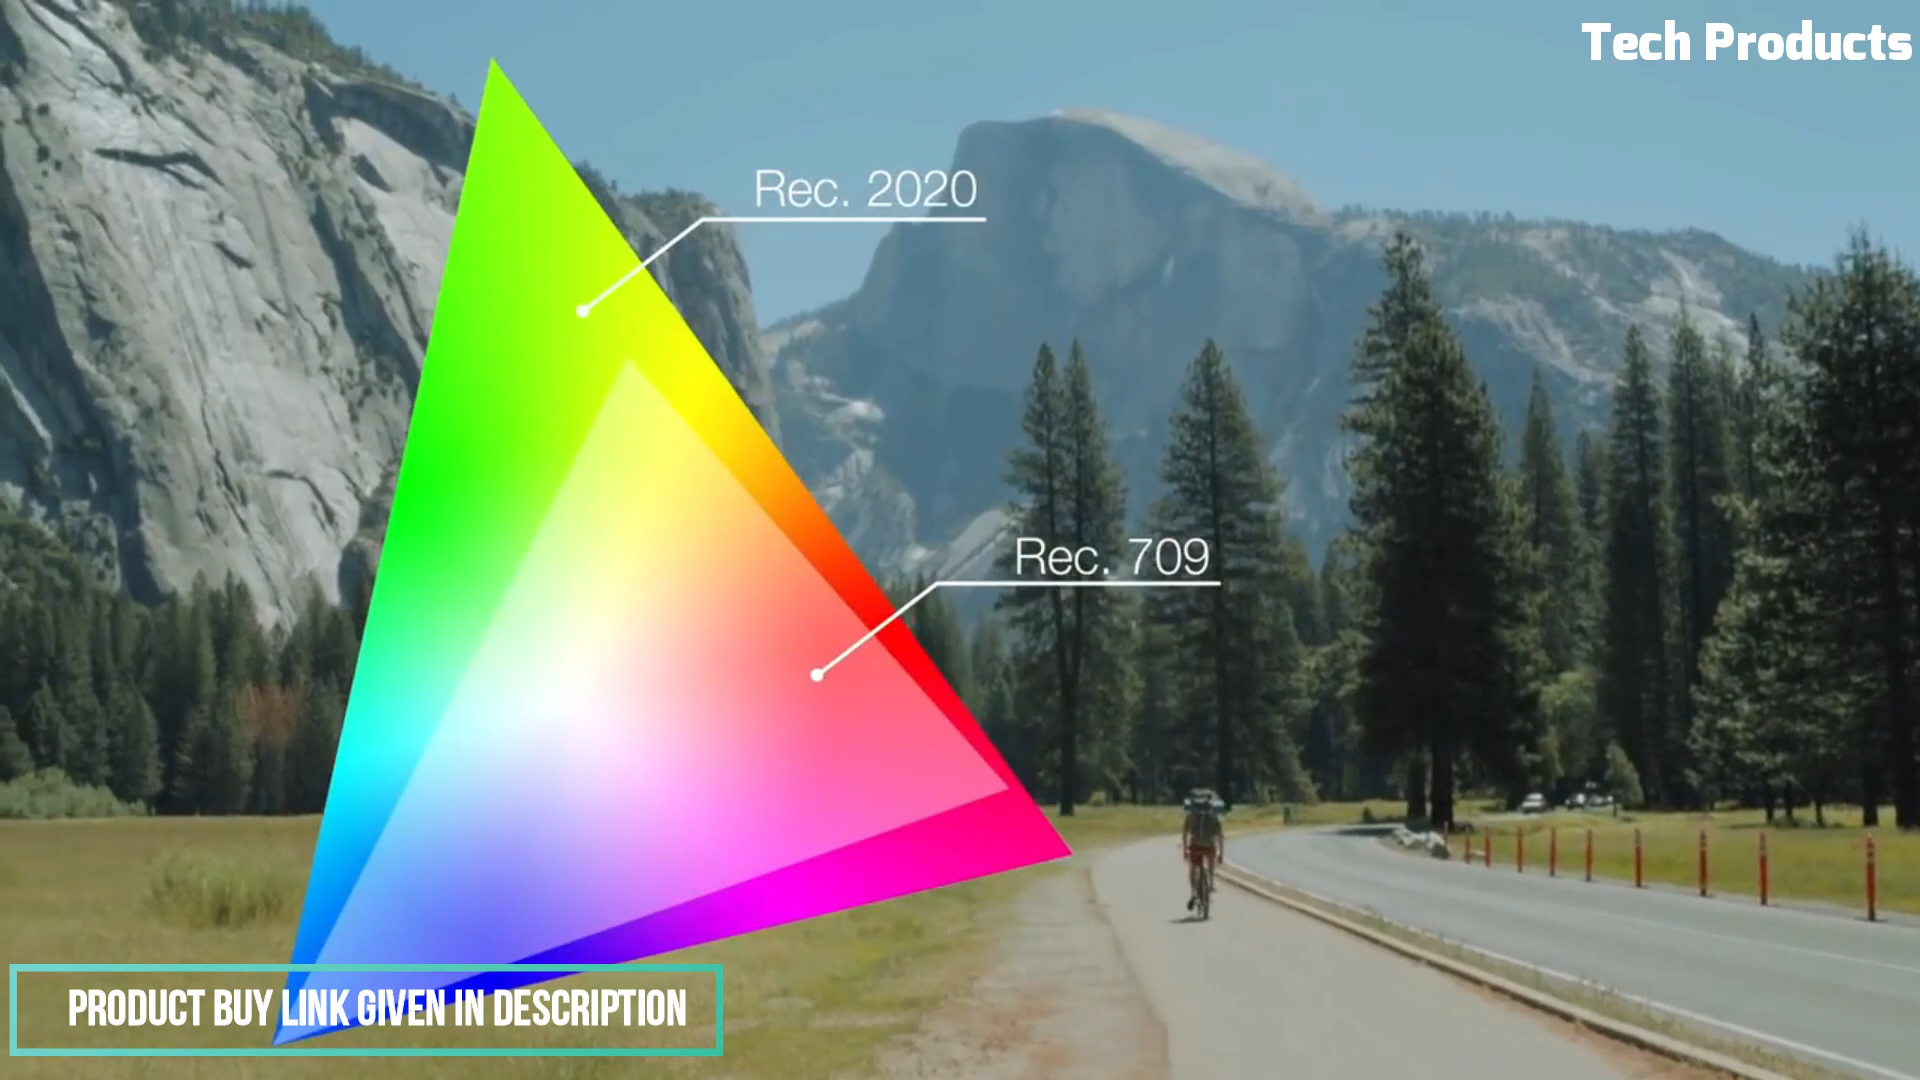 Tech Products
Rec. 2020
Rec. 709
PRODUCT BUY LINK GIVEN IN DESCRIPTION